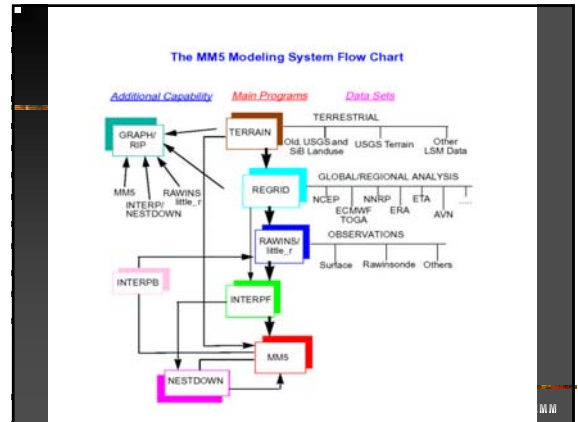 The MM5 Modeling System Flow Chart
Additional Capability
Main Programs
Data Sets
GRAPH/
RIP
TERRAIN
TERRESTRIAL
Old, USGS and
SiB Landuse
USGS Terrain
Other
LSM Data
MM5
INTERP/
NESTDOWN
RAWINS
little_r
REGRID
GLOBAL/REGIONAL ANALYSIS
NCEP
ECMWF
TOGA
NNRP
ERA
ETA
AVN
.....
RAWINS/
little_r
OBSERVATIONS
Surface
Rawinsonde
Others
INTERPB
INTERPF
MM5
NESTDOWN
MM